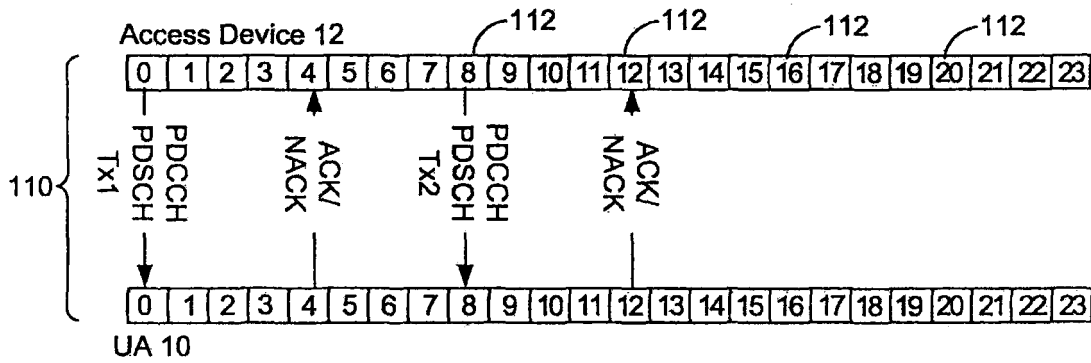 112 112 112 112
Access Device 12
0 1 2 3 4 5 6 7 8 9 10 11 12 13 14 15 16 17 18 19 20 21 22 23
110
PDCCH
PDSCH
Tx1
ACK/
NACK
PDCCH
PDSCH
Tx2
ACK/
NACK
0 1 2 3 4 5 6 7 8 9 10 11 12 13 14 15 16 17 18 19 20 21 22 23
UA 10